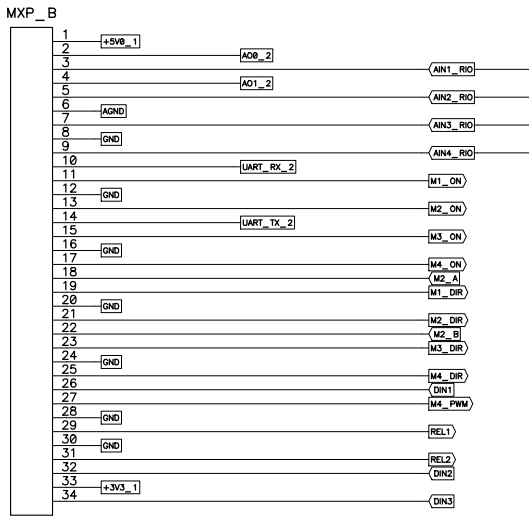 MXP_B
1 +5V0_1
2 AO0_2
3 AIN1_RIO
4 AO1_2
5 AIN2_RIO
6 AGND
7 AIN3_RIO
8 GND
9 AIN4_RIO
10 UART_RX_2
11 M1_ON
12 GND
13 M2_ON
14 UART_TX_2
15 M3_ON
16 GND
17 M4_ON
18 M2_A
19 M1_DIR
20 GND
21 M2_DIR
22 M2_B
23 M3_DIR
24 GND
25 M4_DIR
26 DIN1
27 M4_PWM
28 GND
29 REL1
30 GND
31 REL2
32 DIN2
33 +3V3_1
34 DIN3